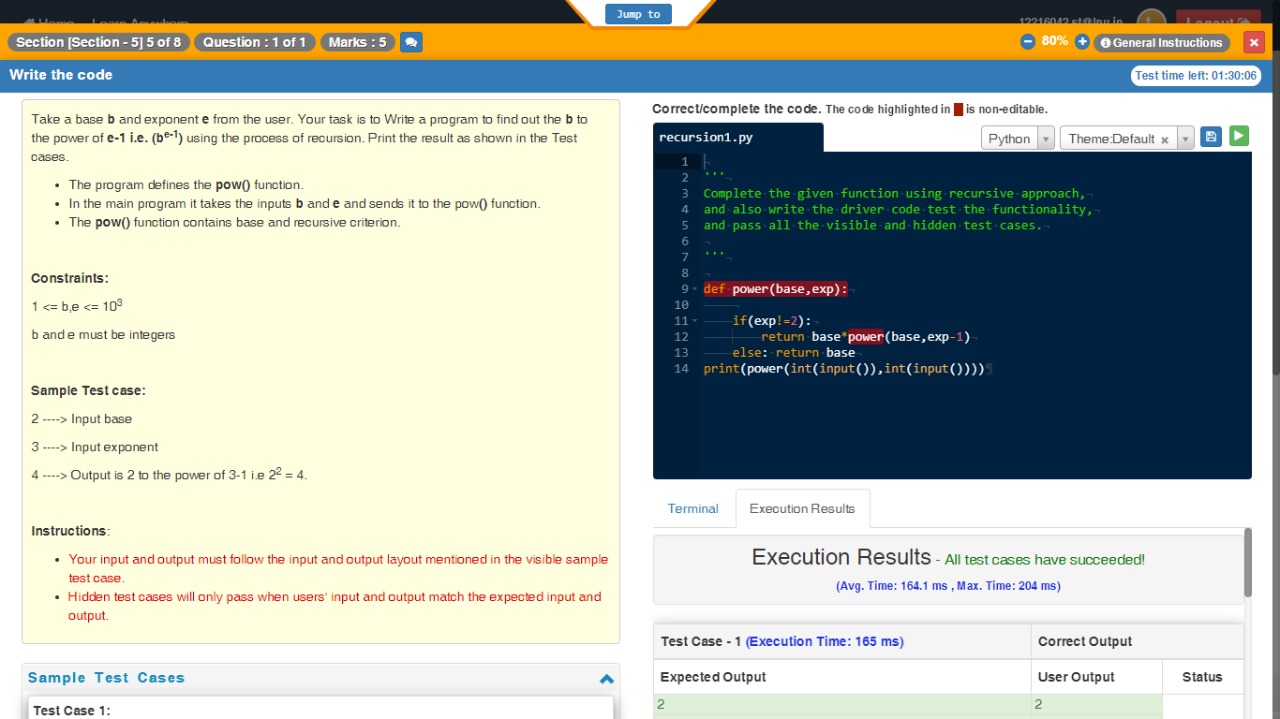 Home Learn Anywhere
Jump to
12216042.st@lpu.in
Logout
Section [Section - 5] 5 of 8
Question : 1 of 1
Marks : 5
80%
General Instructions
Write the code
Test time left: 01:30:06
Take a base b and exponent e from the user. Your task is to Write a program to find out the b to
the power of e-1 i.e. (b^e-1) using the process of recursion. Print the result as shown in the Test
cases.
• The program defines the pow() function.
• In the main program it takes the inputs b and e and sends it to the pow() function.
• The pow() function contains base and recursive criterion.
Constraints:
1 <= b,e <= 10^3
b and e must be integers
Sample Test case:
2 ----> Input base
3 ----> Input exponent
4 ----> Output is 2 to the power of 3-1 i.e 2^2 = 4.
Instructions:
• Your input and output must follow the input and output layout mentioned in the visible sample
test case.
• Hidden test cases will only pass when users' input and output match the expected input and
output.
Sample Test Cases
Test Case 1:
Correct/complete the code. The code highlighted in is non-editable.
recursion1.py
Python
Theme:Default ×
1
2 '''
3 Complete the given function using recursive approach,
4 and also write the driver code test the functionality,
5 and pass all the visible and hidden test cases.
6
7 '''
8
9 def power(base,exp):
10
11 if(exp!=2):
12 return base*power(base,exp-1)
13 else: return base
14 print(power(int(input()),int(input())))
Terminal
Execution Results
Execution Results - All test cases have succeeded!
(Avg. Time: 164.1 ms , Max. Time: 204 ms)
Test Case - 1 (Execution Time: 165 ms)
Correct Output
Expected Output
User Output
Status
2
2